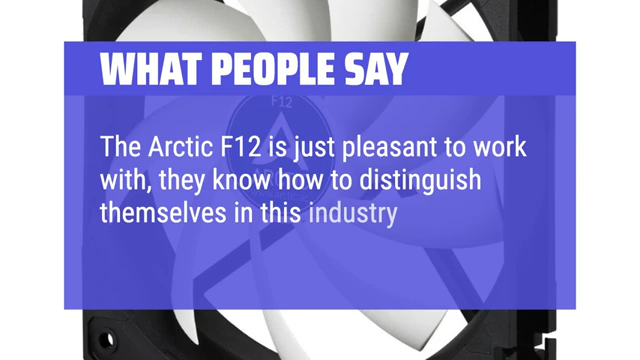 WHAT PEOPLE SAY
F12
The Arctic F12 is just pleasant to work
with, they know how to distinguish
themselves in this industry